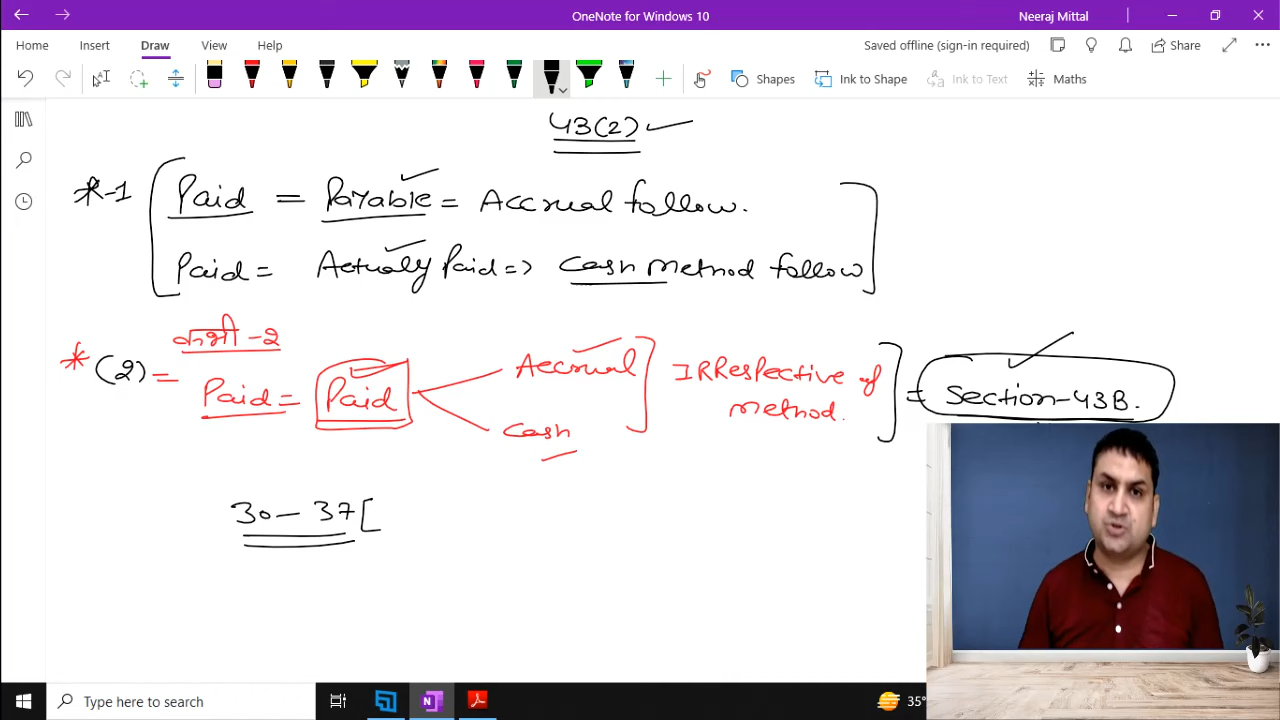 OneNote for Windows 10
Neeraj Mittal
Home Insert Draw View Help
Saved offline (sign-in required) Share
Shapes Ink to Shape Ink to Text Maths
43(2)
*-1 Paid = Payable = Accrual follow.
Paid = Actually Paid => Cash Method follow
कभी-2
* (2) = Paid = Paid Accrual IRRespective of = Section-43B.
Cash method.
30 – 37 [
Type here to search
35°